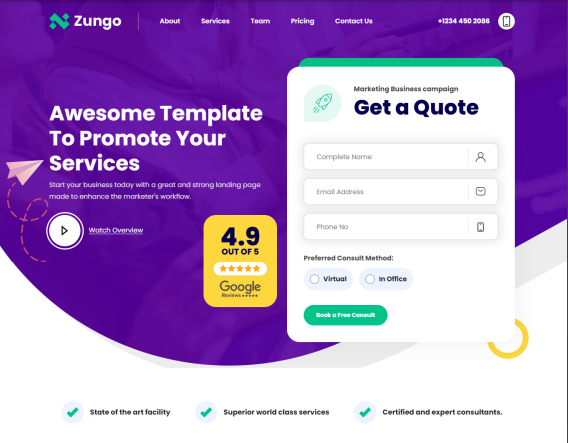 Zungo
About Services Team Pricing Contact Us
+1234 450 2086
Awesome Template
To Promote Your
Services
Start your business today with a great and strong landing page
made to enhance the marketer's workflow.
Watch Overview
4.9
OUT OF 5
Google
Reviews
Marketing Business campaign
Get a Quote
Complete Name
Email Address
Phone No
Preferred Consult Method:
Virtual In Office
Book a Free Consult
State of the art facility
Superior world class services
Certified and expert consultants.